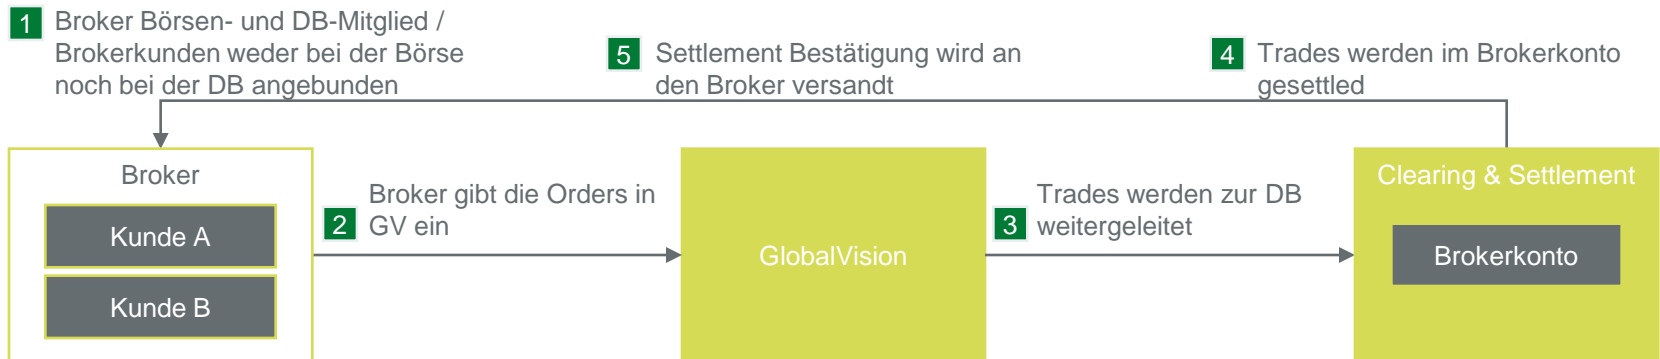 1 Broker Börsen- und DB-Mitglied /
Brokerkunden weder bei der Börse
noch bei der DB angebunden
5 Settlement Bestätigung wird an
den Broker versandt
4 Trades werden im Brokerkonto
gesettled
Broker
Kunde A
Kunde B
Broker gibt die Orders in
2 GV ein
GlobalVision
Trades werden zur DB
3 weitergeleitet
Clearing & Settlement
Brokerkonto